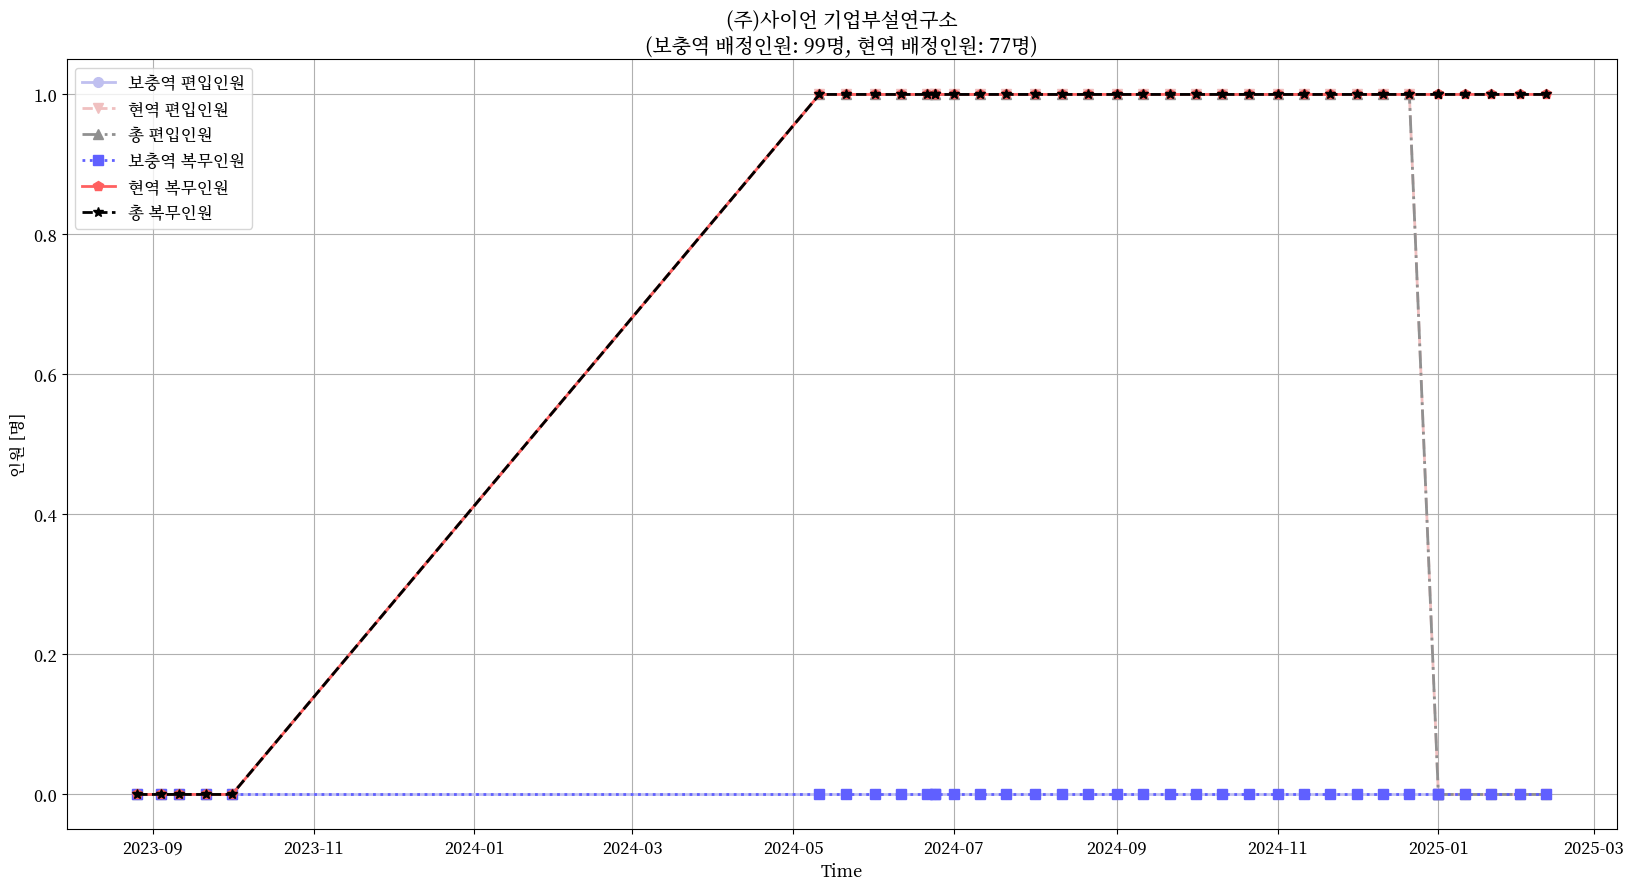 (주)사이언 기업부설연구소
(보충역 배정인원: 99명, 현역 배정인원: 77명)
보충역 편입인원
현역 편입인원
총 편입인원
보충역 복무인원
현역 복무인원
총 복무인원
인원 [명]
1.0
0.8
0.6
0.4
0.2
0.0
2023-09
2023-11
2024-01
2024-03
2024-05
2024-07
2024-09
2024-11
2025-01
2025-03
Time